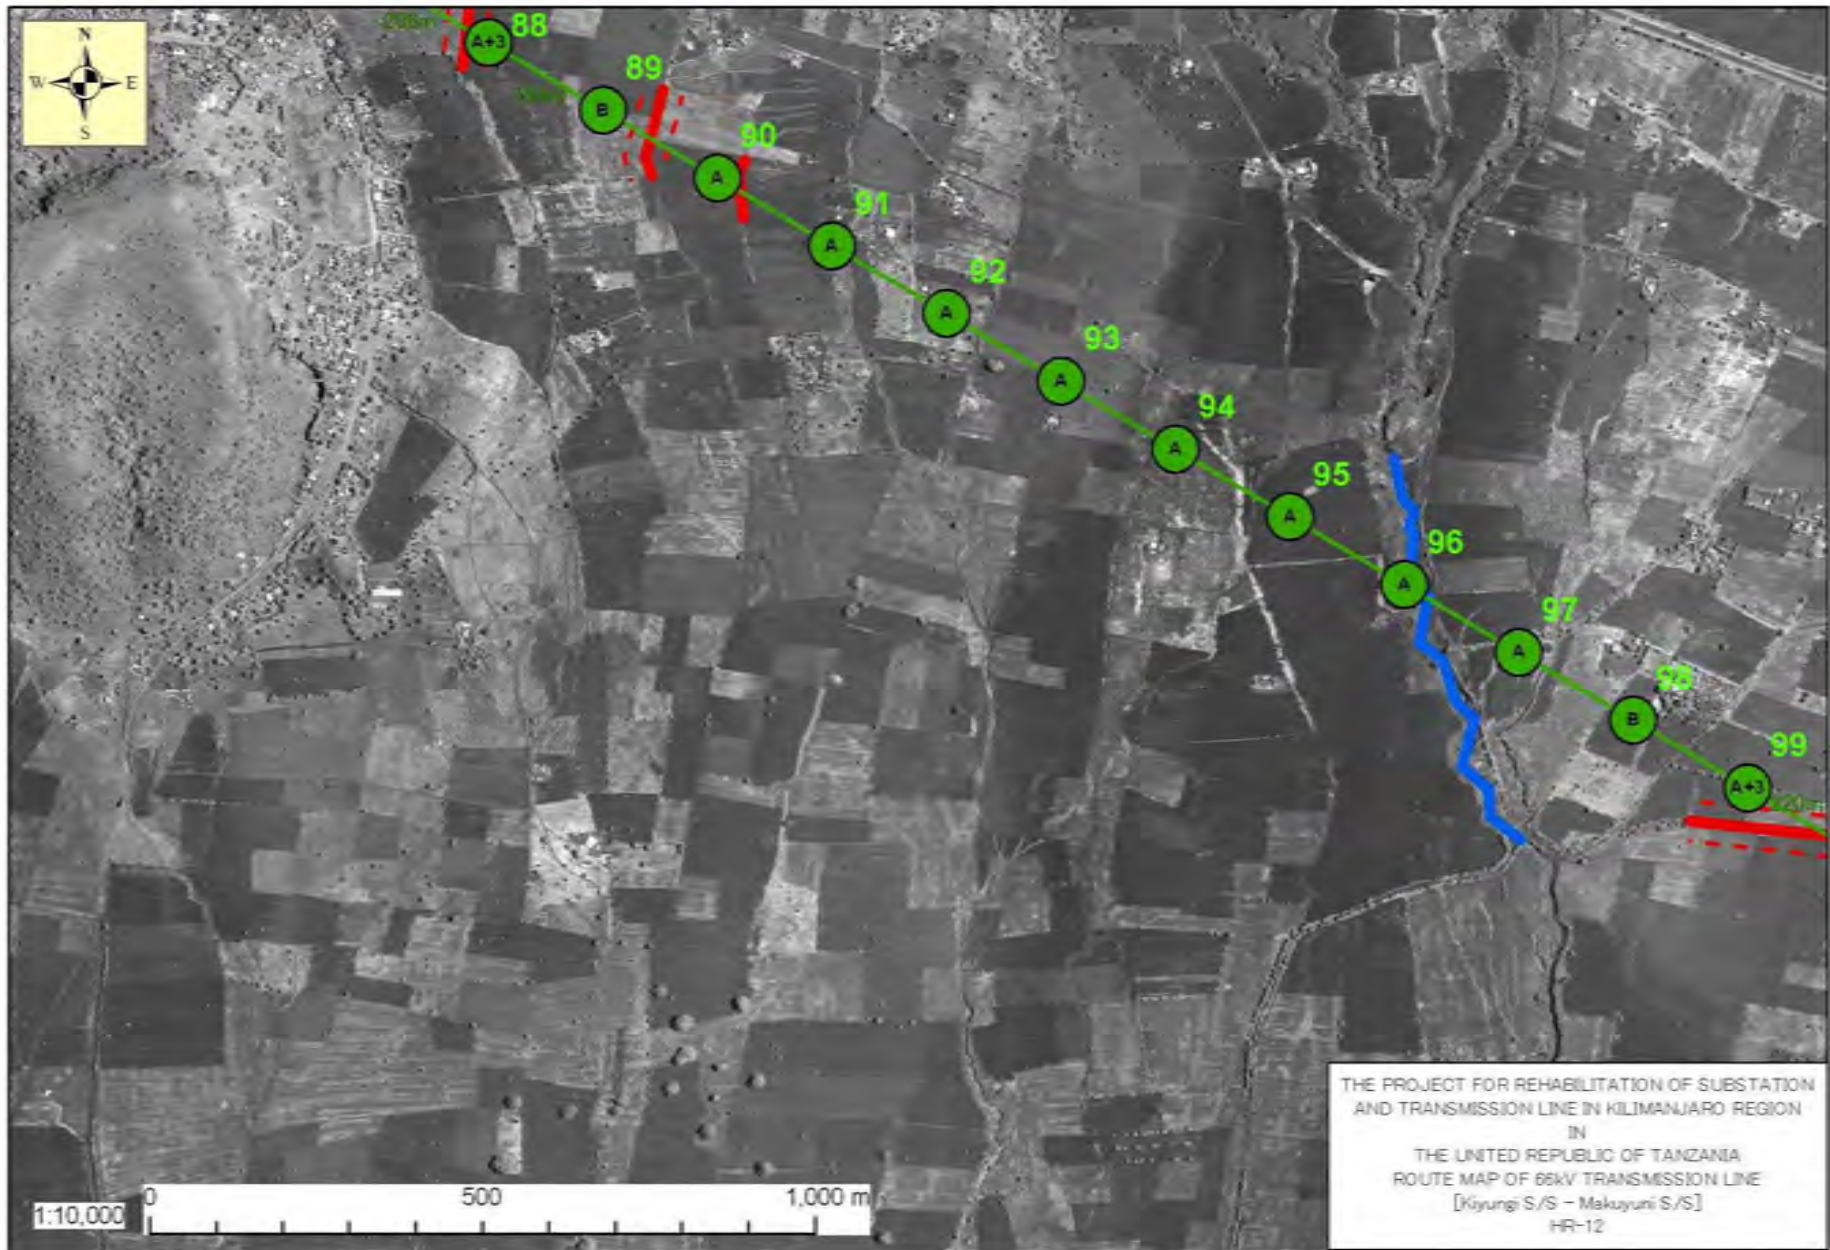 N
W E
S
A+3 88
B 89
A 90
A 91
A 92
A 93
A 94
A 95
A 96
A 97
B 98
A+3 99
1:10,000
0 500 1,000 m
THE PROJECT FOR REHABILITATION OF SUBSTATION
AND TRANSMISSION LINE IN KILIMANJARO REGION
IN
THE UNITED REPUBLIC OF TANZANIA
ROUTE MAP OF 66kV TRANSMISSION LINE
[Kiyungi S/S - Makuyuni S/S]
HR-12